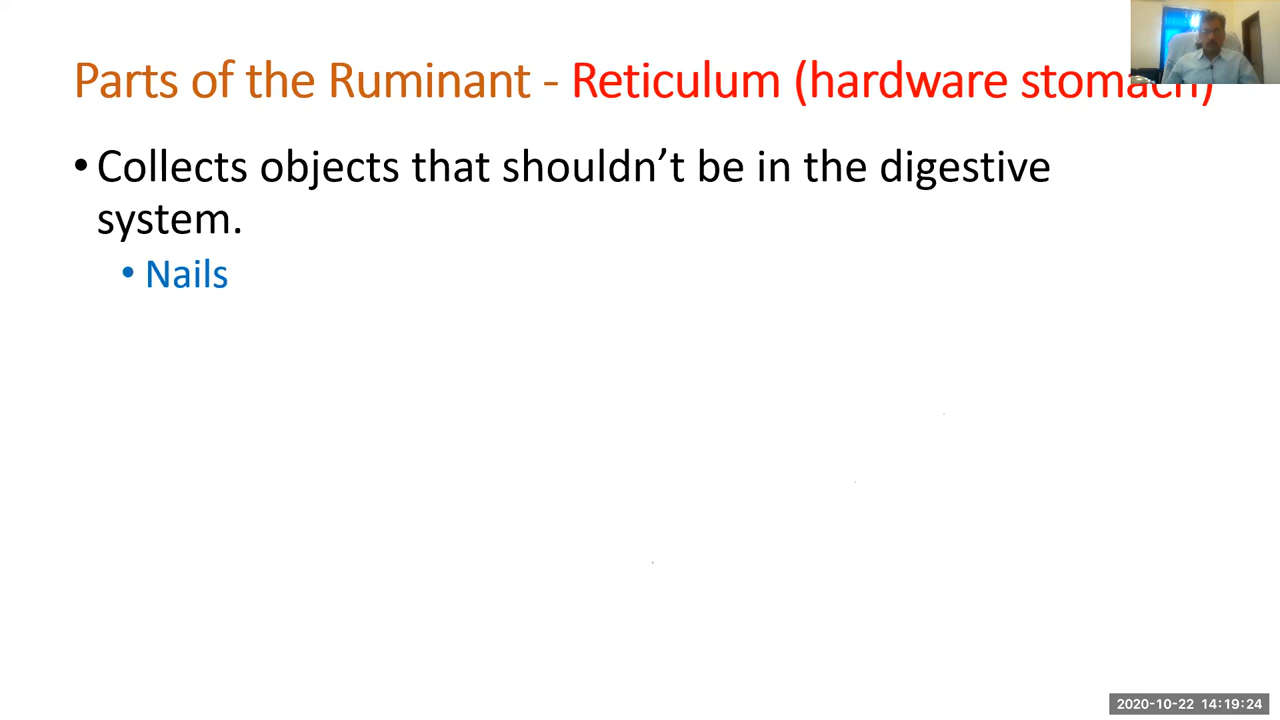 Parts of the Ruminant - Reticulum (hardware stomach)
• Collects objects that shouldn’t be in the digestive
system.
• Nails
2020-10-22 14:19:24